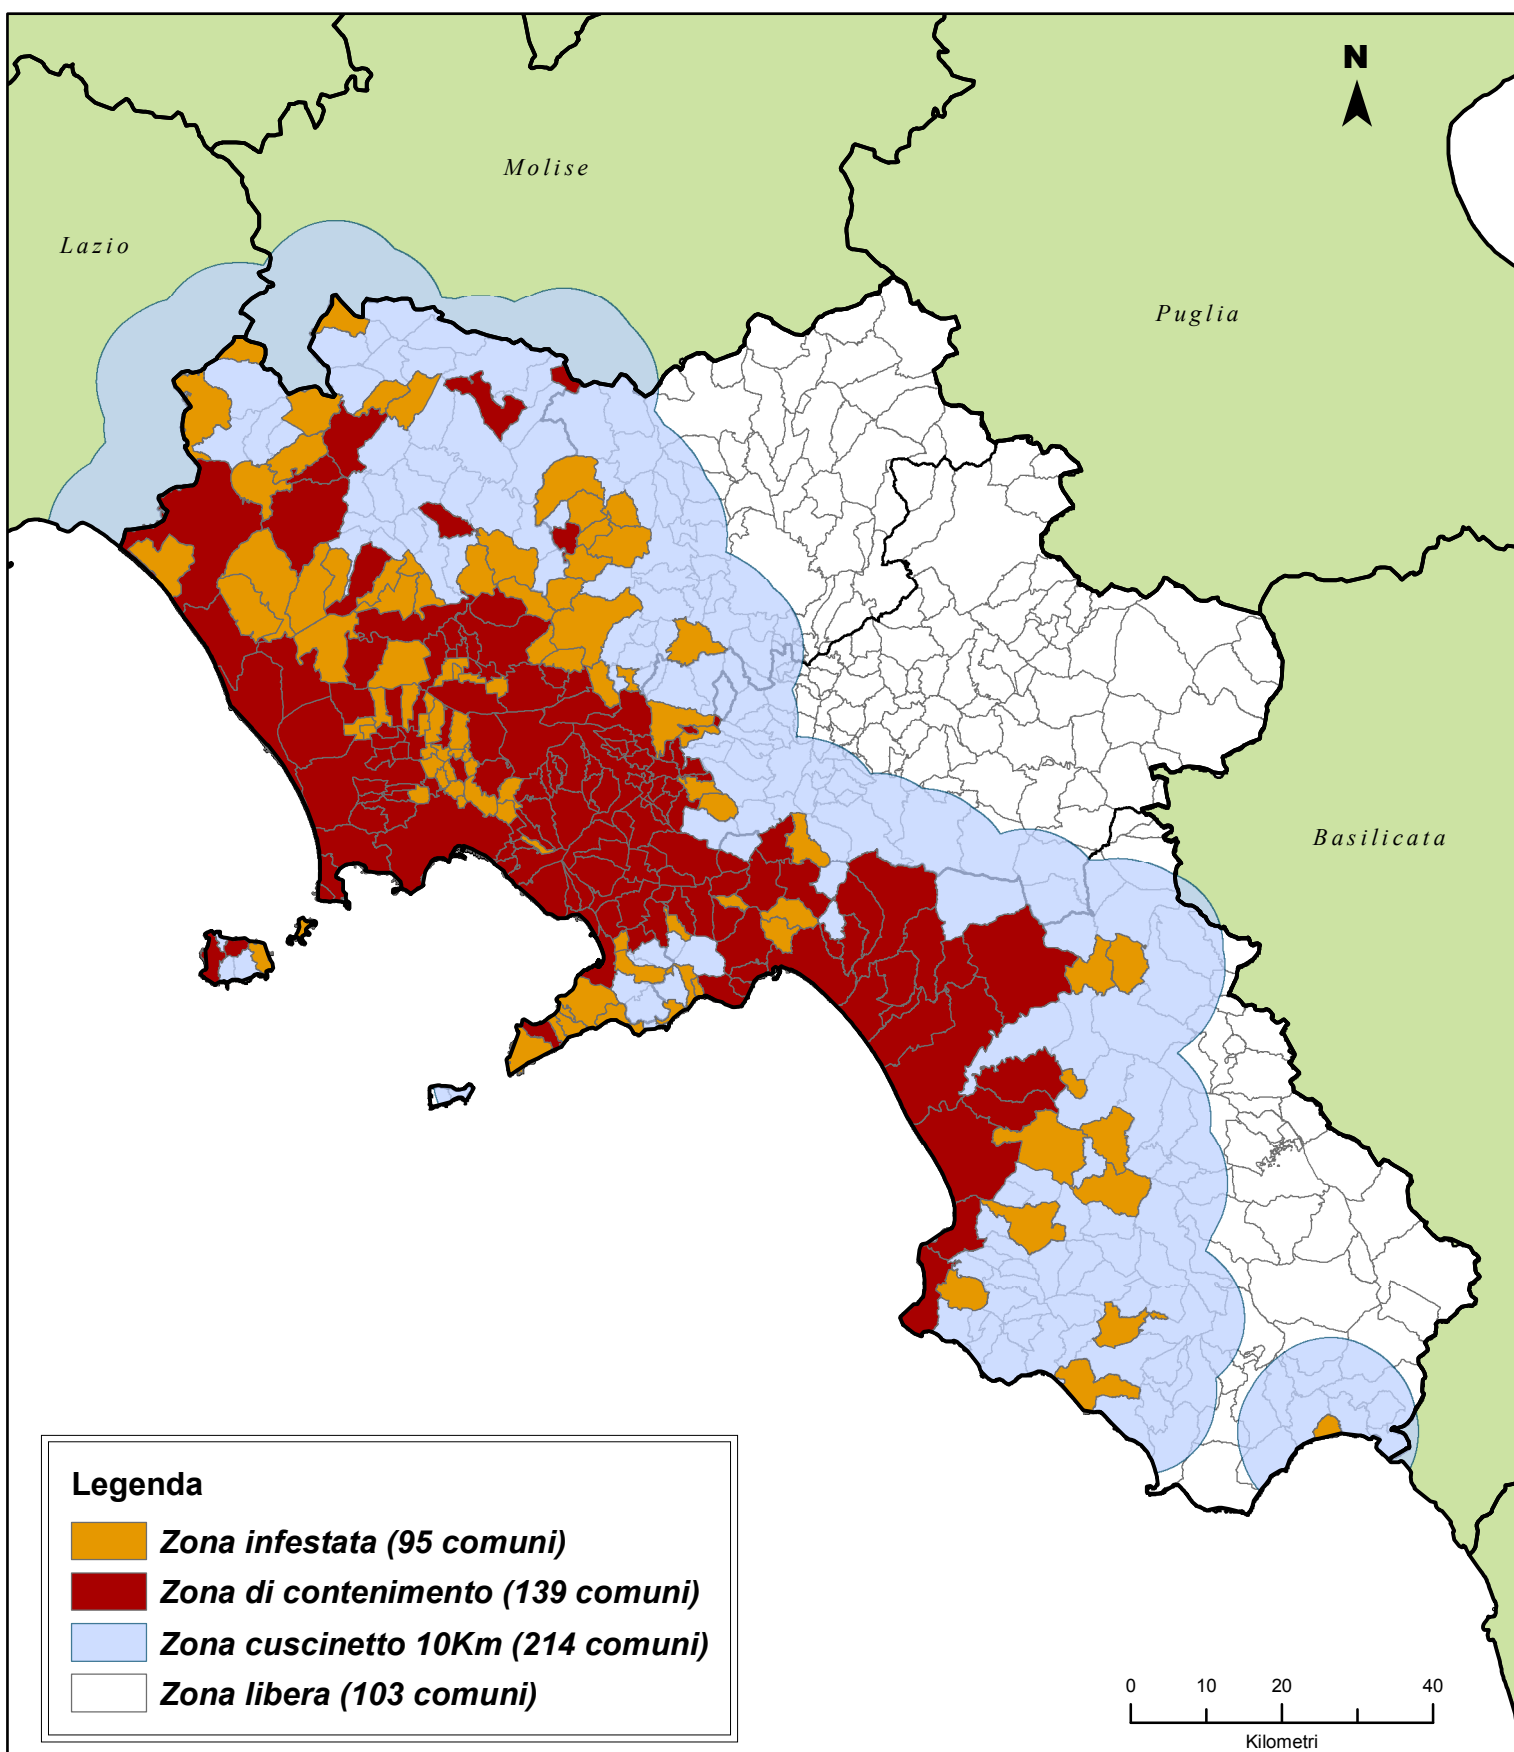 N
Molise
Lazio
Puglia
Basilicata
Legenda
Zona infestata (95 comuni)
Zona di contenimento (139 comuni)
Zona cuscinetto 10Km (214 comuni)
Zona libera (103 comuni)
0 10 20 40
Kilometri